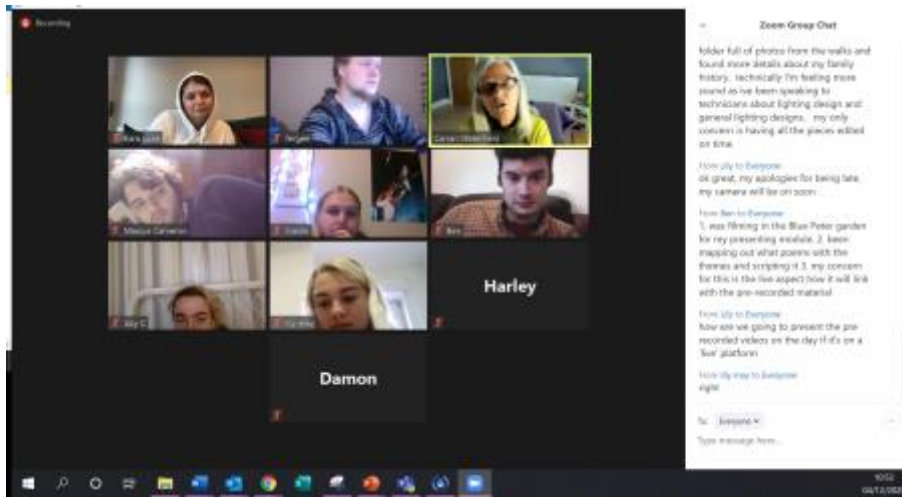 Recording
Zoom Group Chat
folder full of photos from the walks and
found more details about my family
history. technically I'm feeling more
sound as ive been speaking to
technicians about lighting design and
general lighting designs. my only
concern is having all the pieces edited
on time.
From Lily to Everyone
ok great, my apologies for being late,
my camera will be on soon
From Ben to Everyone
1. was filming in the Blue Peter garden
for my presenting module. 2. been
mapping out what poems with the
themes and scripting it 3. my concern
for this is the live aspect how it will link
with the pre-recorded material
From Lily to Everyone
how are we going to present the pre
recorded videos on the day if it's on a
'live' platform
From lily may to Everyone
right
Ben
Harley
Damon
To: Everyone
Type message here...
10:52